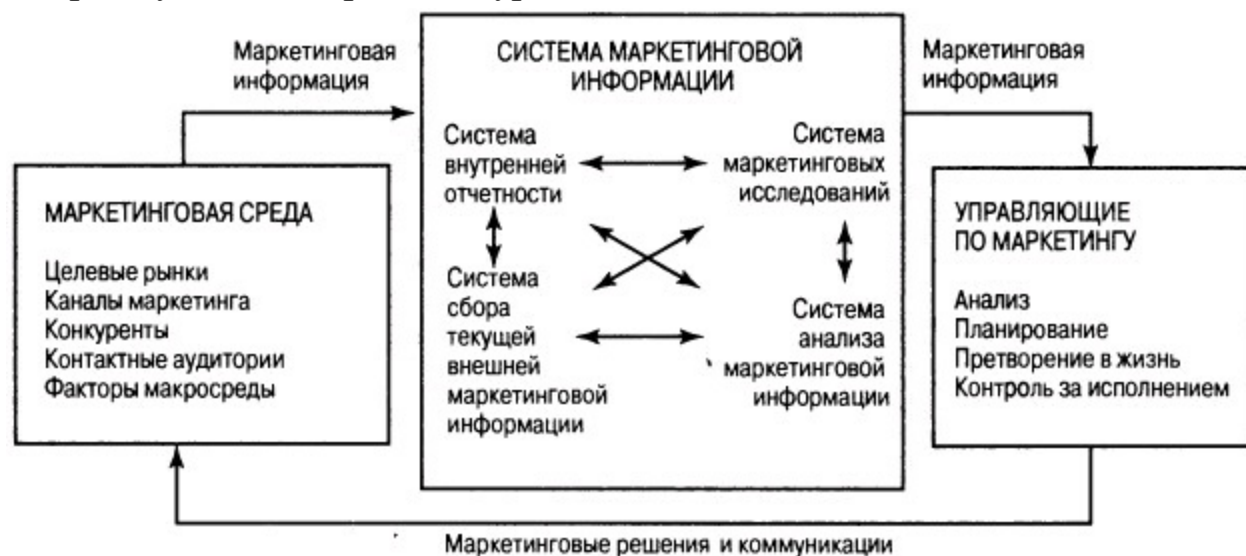 Маркетинговая
информация
СИСТЕМА МАРКЕТИНГОВОЙ
ИНФОРМАЦИИ
Маркетинговая
информация
Система
внутренней
отчетности
Система
маркетинговых
исследований
МАРКЕТИНГОВАЯ СРЕДА
Целевые рынки
Каналы маркетинга
Конкуренты
Контактные аудитории
Факторы макросреды
Система
сбора
текущей
внешней
маркетинговой
информации
Система
анализа
маркетинговой
информации
УПРАВЛЯЮЩИЕ
ПО МАРКЕТИНГУ
Анализ
Планирование
Претворение в жизнь
Контроль за исполнением
Маркетинговые решения и коммуникации